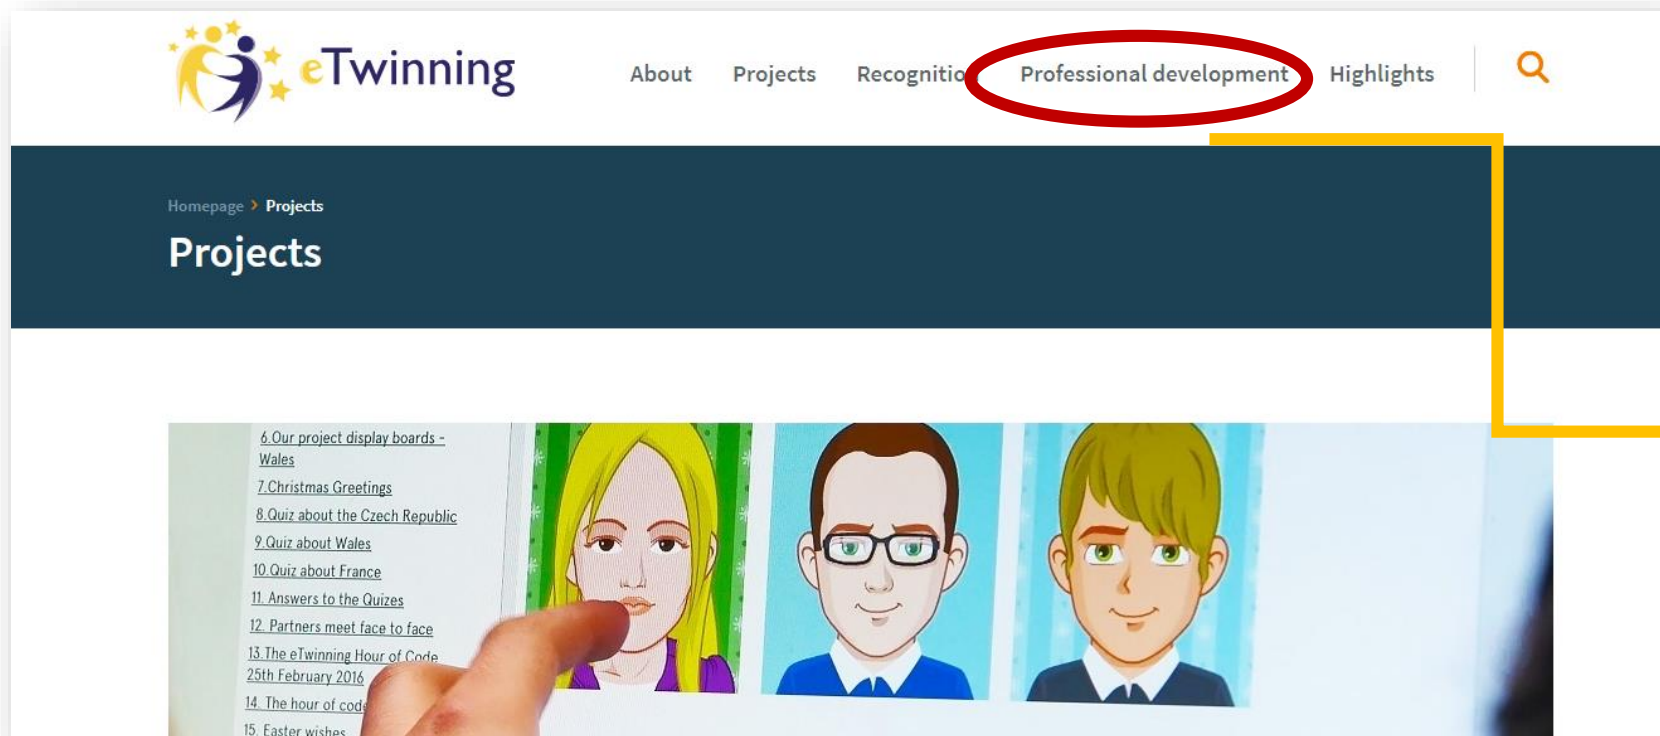 eTwinning
About Projects Recognition Professional development Highlights
Homepage > Projects
Projects
6.Our project display boards -
Wales
7.Christmas Greetings
8.Quiz about the Czech Republic
9.Quiz about Wales
10.Quiz about France
11. Answers to the Quizes
12. Partners meet face to face
13.The eTwinning Hour of Code
25th February 2016
14. The hour of code
15. Easter wishes